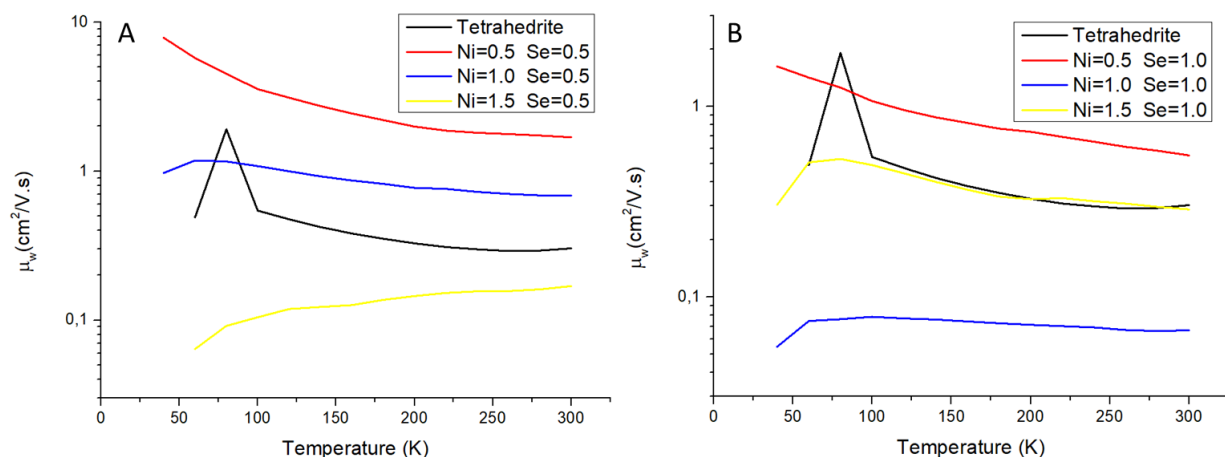 A
Tetrahedrite
Ni=0.5 Se=0.5
Ni=1.0 Se=0.5
Ni=1.5 Se=0.5
10
1
0,1
μw(cm²/V.s)
0 50 100 150 200 250 300
Temperature (K)
B
Tetrahedrite
Ni=0.5 Se=1.0
Ni=1.0 Se=1.0
Ni=1.5 Se=1.0
1
0,1
μw(cm²/V.s)
0 50 100 150 200 250 300
Temperature (K)